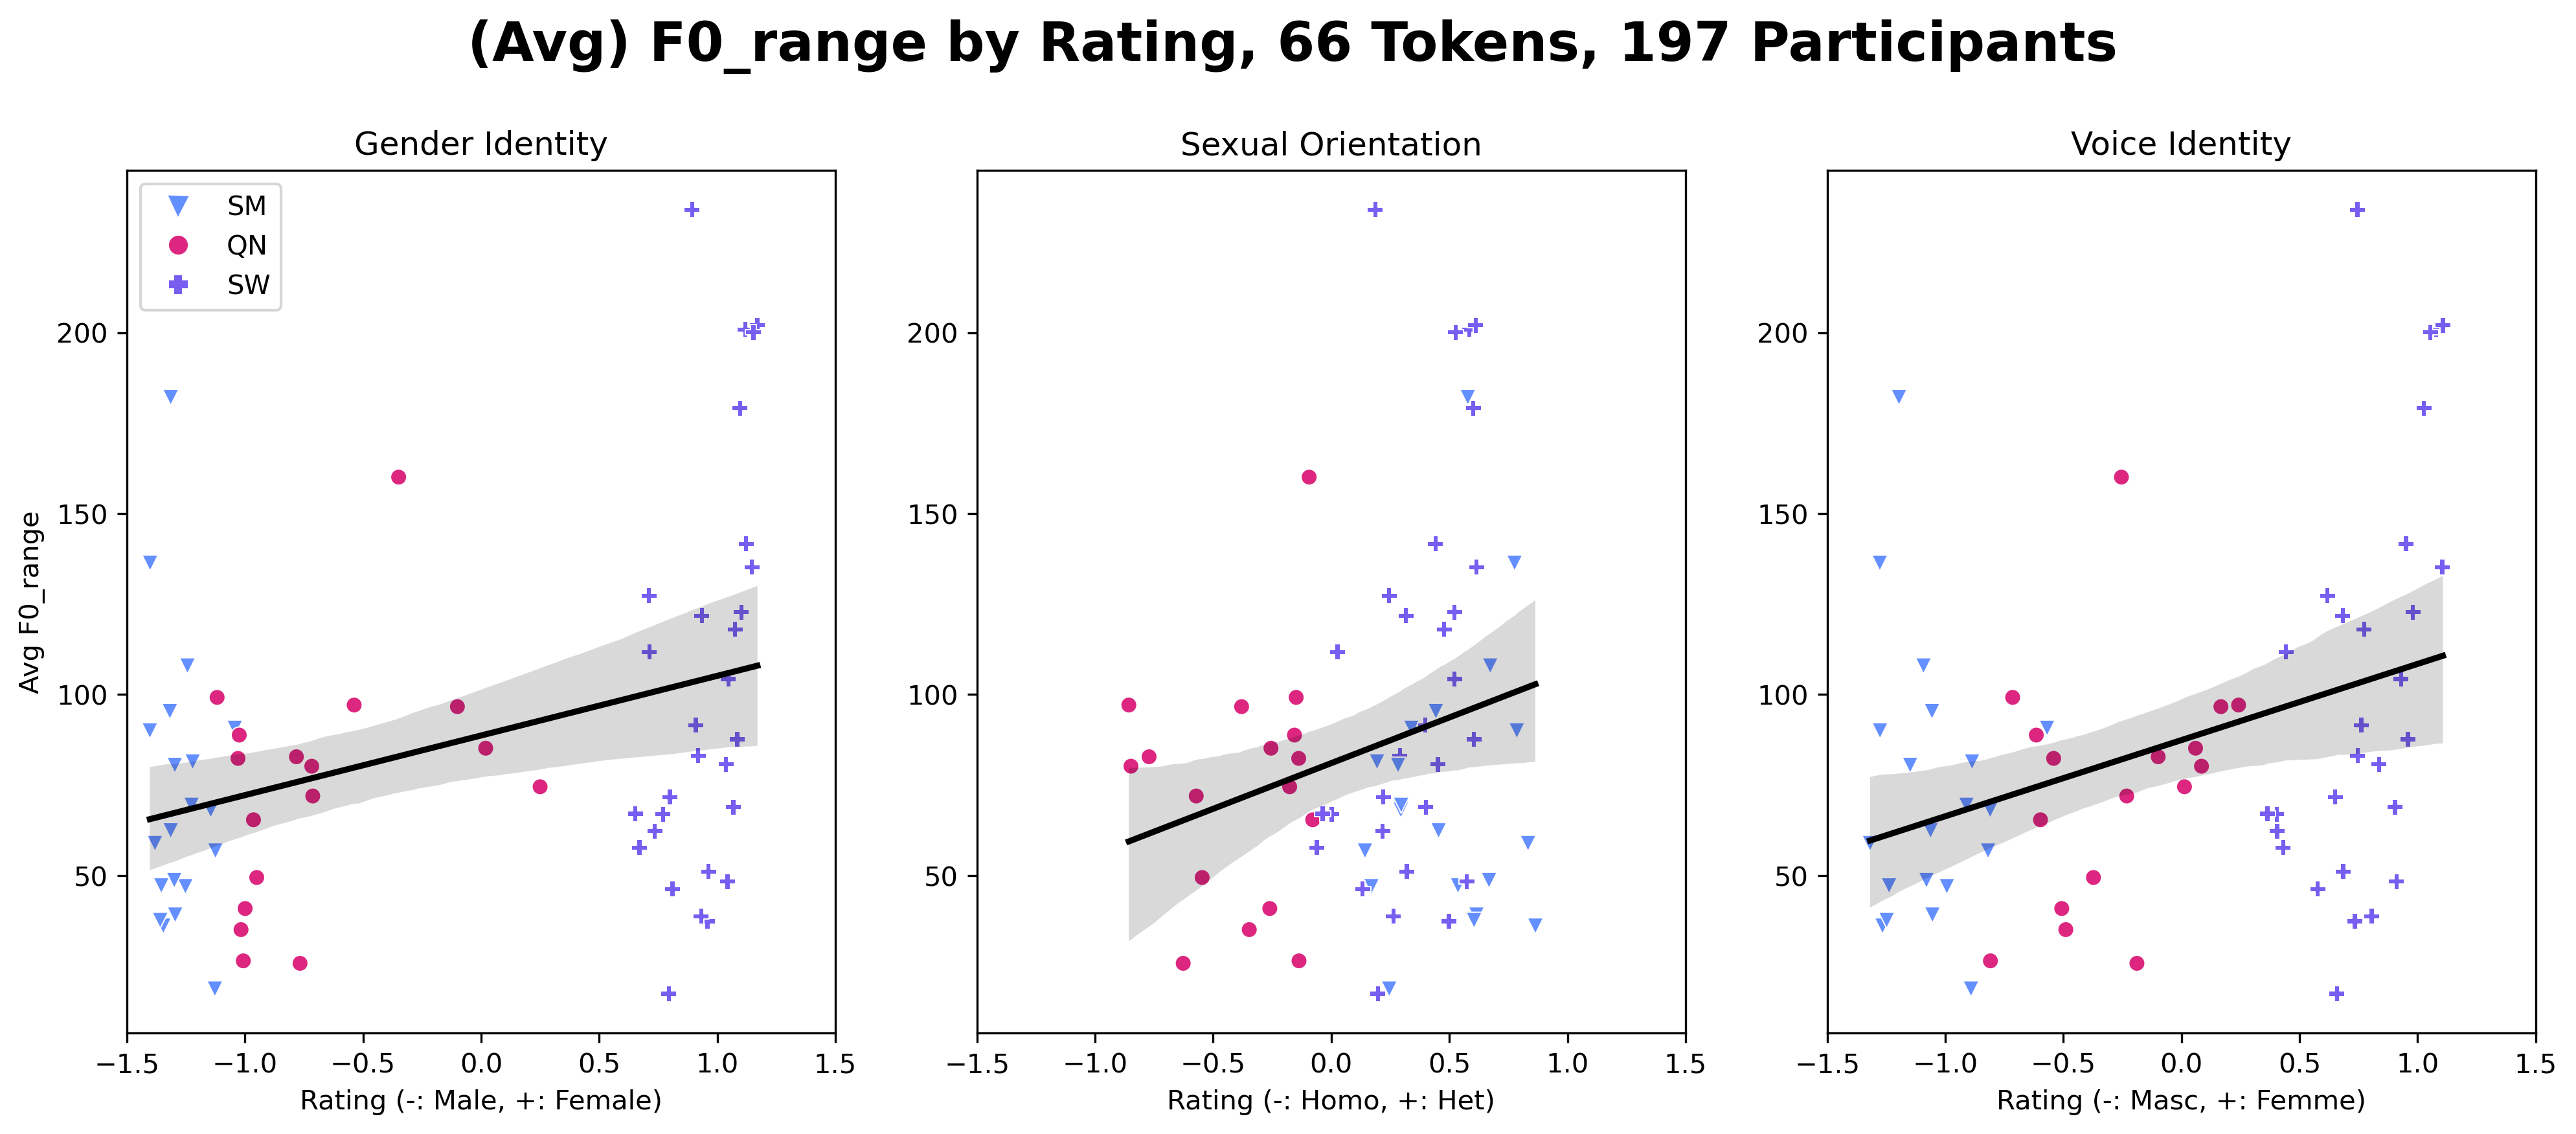 (Avg) F0_range by Rating, 66 Tokens, 197 Participants
Gender Identity
Sexual Orientation
Voice Identity
SM
QN
SW
Avg F0_range
200
150
100
50
−1.5 −1.0 −0.5 0.0 0.5 1.0 1.5
Rating (-: Male, +: Female)
200
150
100
50
−1.5 −1.0 −0.5 0.0 0.5 1.0 1.5
Rating (-: Homo, +: Het)
200
150
100
50
−1.5 −1.0 −0.5 0.0 0.5 1.0 1.5
Rating (-: Masc, +: Femme)